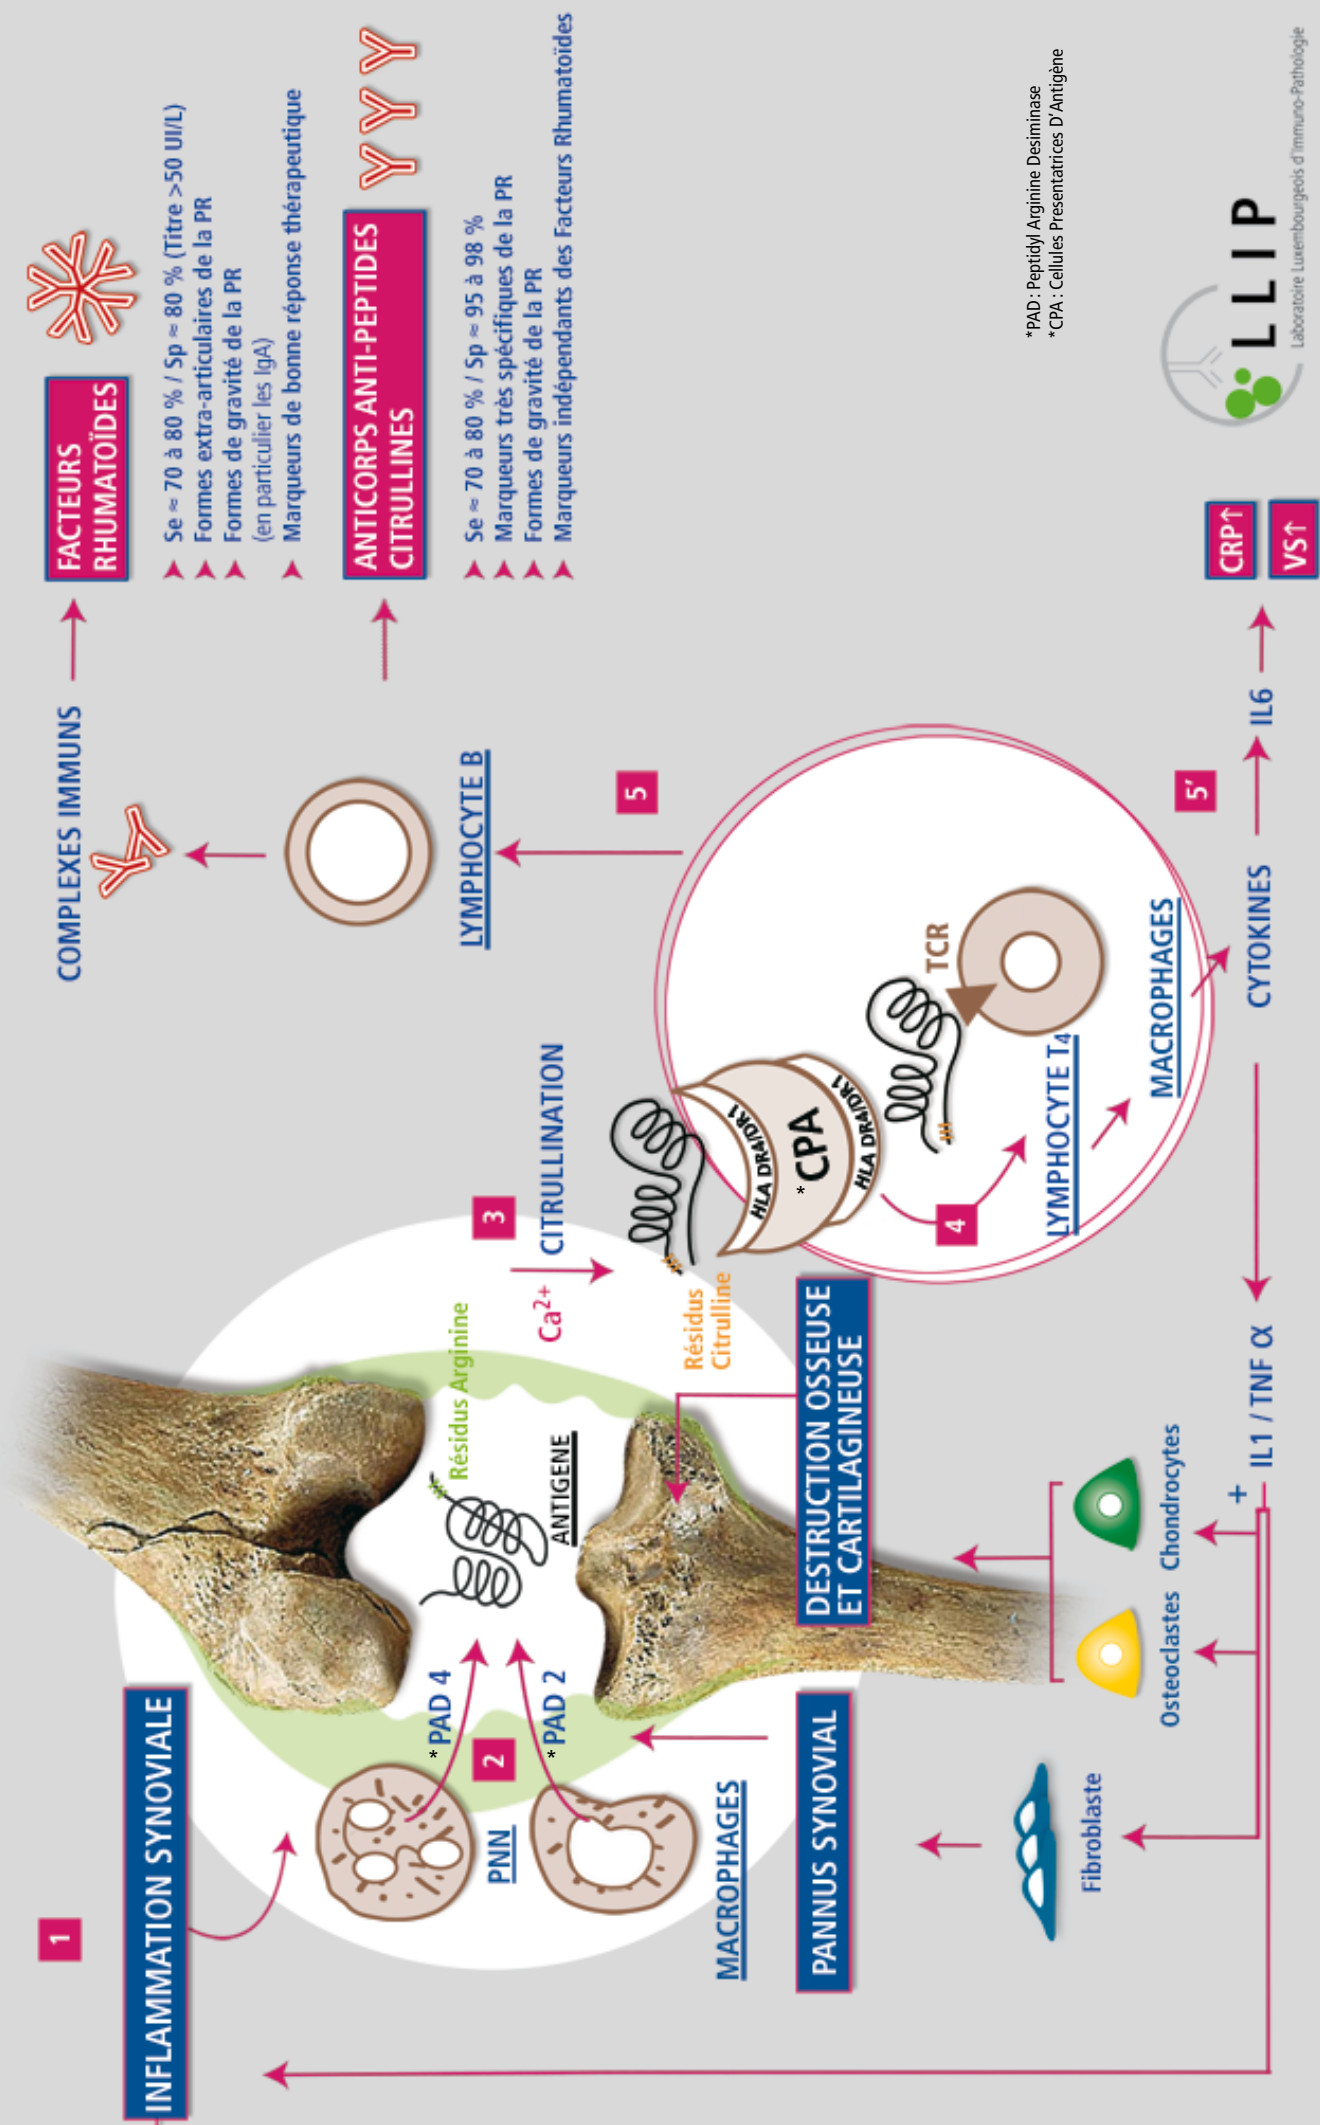 1
INFLAMMATION SYNOVIALE
PNN
MACROPHAGES
2
*PAD 4
*PAD 2
Résidus Arginine
ANTIGENE
3
Ca2+
CITRULLINATION
Résidus
Citrulline
HLA DR4/DR1
*CPA
HLA DR4/DR1
4
TCR
LYMPHOCYTE T4
MACROPHAGES
5
LYMPHOCYTE B
COMPLEXES IMMUNS
FACTEURS
RHUMATOÏDES
➤ Se ≈ 70 à 80 % / Sp ≈ 80 % (Titre >50 UI/L)
➤ Formes extra-articulaires de la PR
➤ Formes de gravité de la PR
(en particulier les IgA)
➤ Marqueurs de bonne réponse thérapeutique
ANTICORPS ANTI-PEPTIDES
CITRULLINES
➤ Se ≈ 70 à 80 % / Sp ≈ 95 à 98 %
➤ Marqueurs très spécifiques de la PR
➤ Formes de gravité de la PR
➤ Marqueurs indépendants des Facteurs Rhumatoïdes
5'
CYTOKINES
IL6
CRP↑
VS↑
IL1 / TNF α
+
PANNUS SYNOVIAL
DESTRUCTION OSSEUSE
ET CARTILAGINEUSE
Fibroblaste
Osteoclastes
Chondrocytes
*PAD : Peptidyl Arginine Desiminase
*CPA : Cellules Presentatrices D'Antigène
LLIP
Laboratoire Luxembourgeois d'Immuno-Pathologie